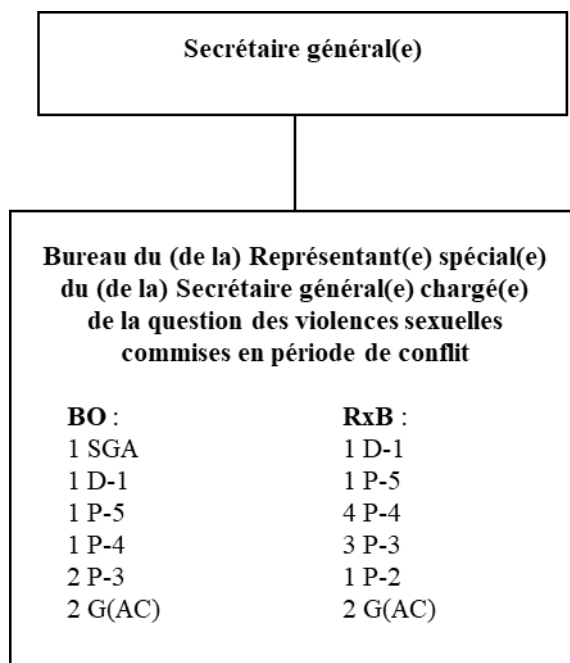 Secrétaire général(e)
Bureau du (de la) Représentant(e) spécial(e)
du (de la) Secrétaire général(e) chargé(e)
de la question des violences sexuelles
commises en période de conflit
BO :
1 SGA
1 D-1
1 P-5
1 P-4
2 P-3
2 G(AC)
RxB :
1 D-1
1 P-5
4 P-4
3 P-3
1 P-2
2 G(AC)